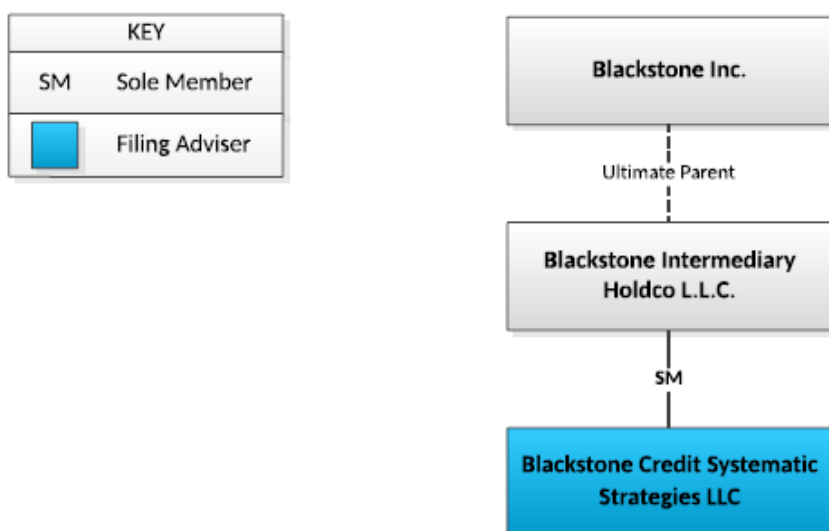 KEY
SM Sole Member
Filing Adviser
Blackstone Inc.
Ultimate Parent
Blackstone Intermediary
Holdco L.L.C.
SM
Blackstone Credit Systematic
Strategies LLC